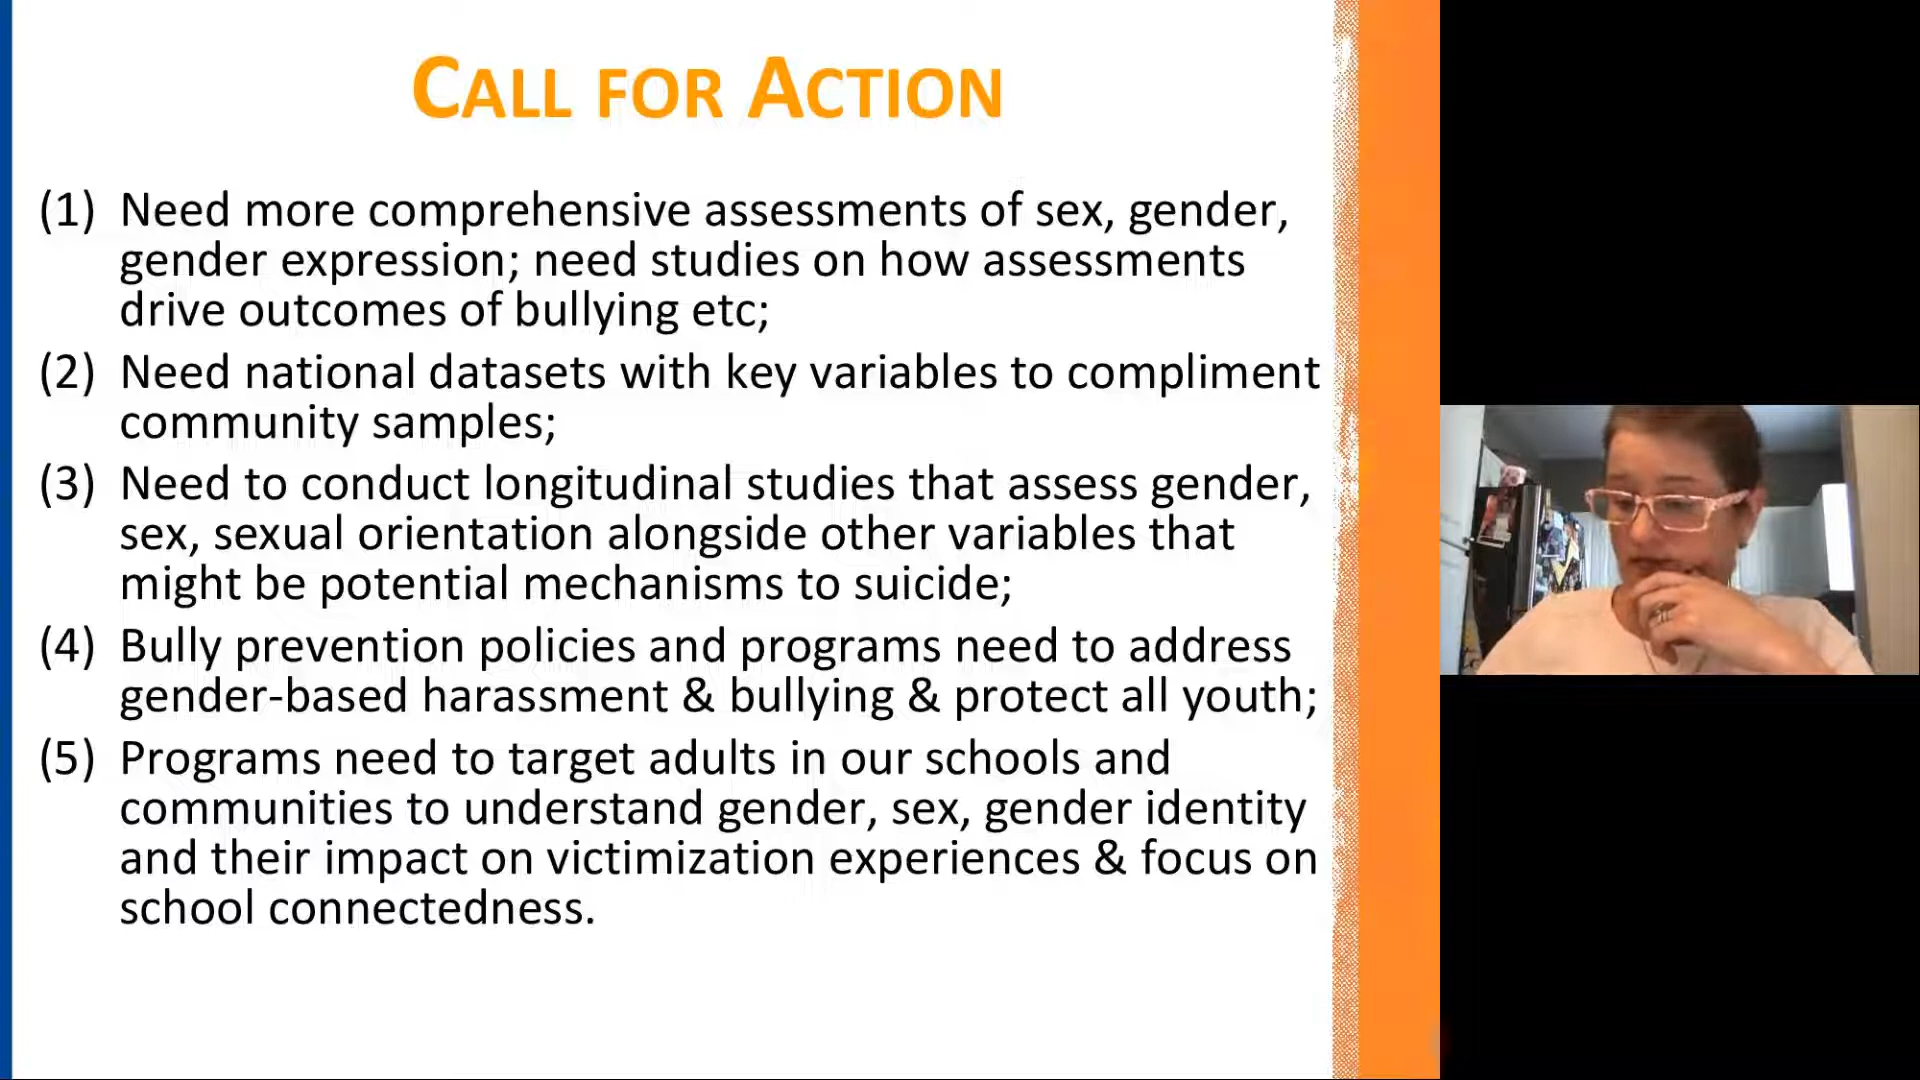 CALL FOR ACTION
(1) Need more comprehensive assessments of sex, gender,
gender expression; need studies on how assessments
drive outcomes of bullying etc;
(2) Need national datasets with key variables to compliment
community samples;
(3) Need to conduct longitudinal studies that assess gender,
sex, sexual orientation alongside other variables that
might be potential mechanisms to suicide;
(4) Bully prevention policies and programs need to address
gender-based harassment & bullying & protect all youth;
(5) Programs need to target adults in our schools and
communities to understand gender, sex, gender identity
and their impact on victimization experiences & focus on
school connectedness.